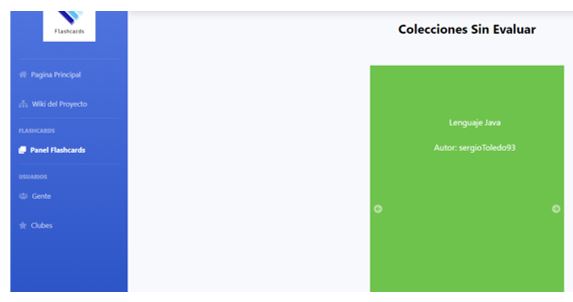 Flashcards
Pagina Principal
Wiki del Proyecto
FLASHCARDS
Panel Flashcards
USUARIOS
Gente
Clubes
Colecciones Sin Evaluar
Lenguaje Java
Autor: sergioToledo93